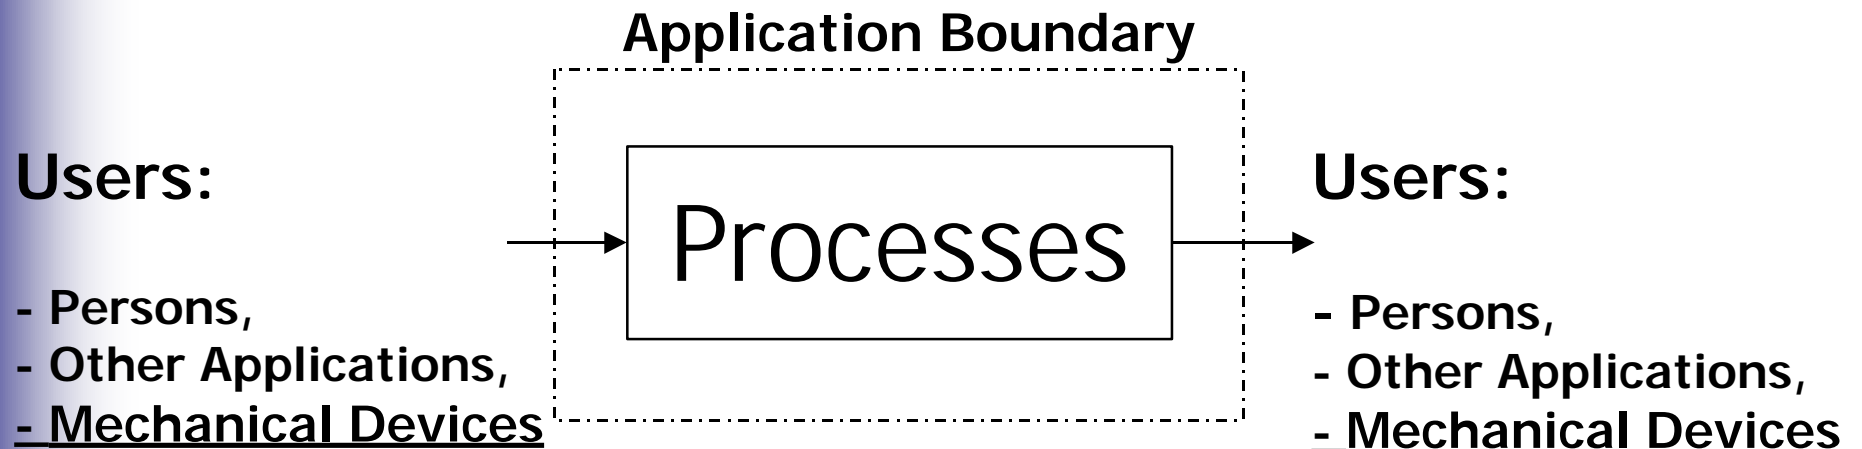 Application Boundary
Users:
- Persons,
- Other Applications,
- Mechanical Devices
Processes
Users:
- Persons,
- Other Applications,
- Mechanical Devices